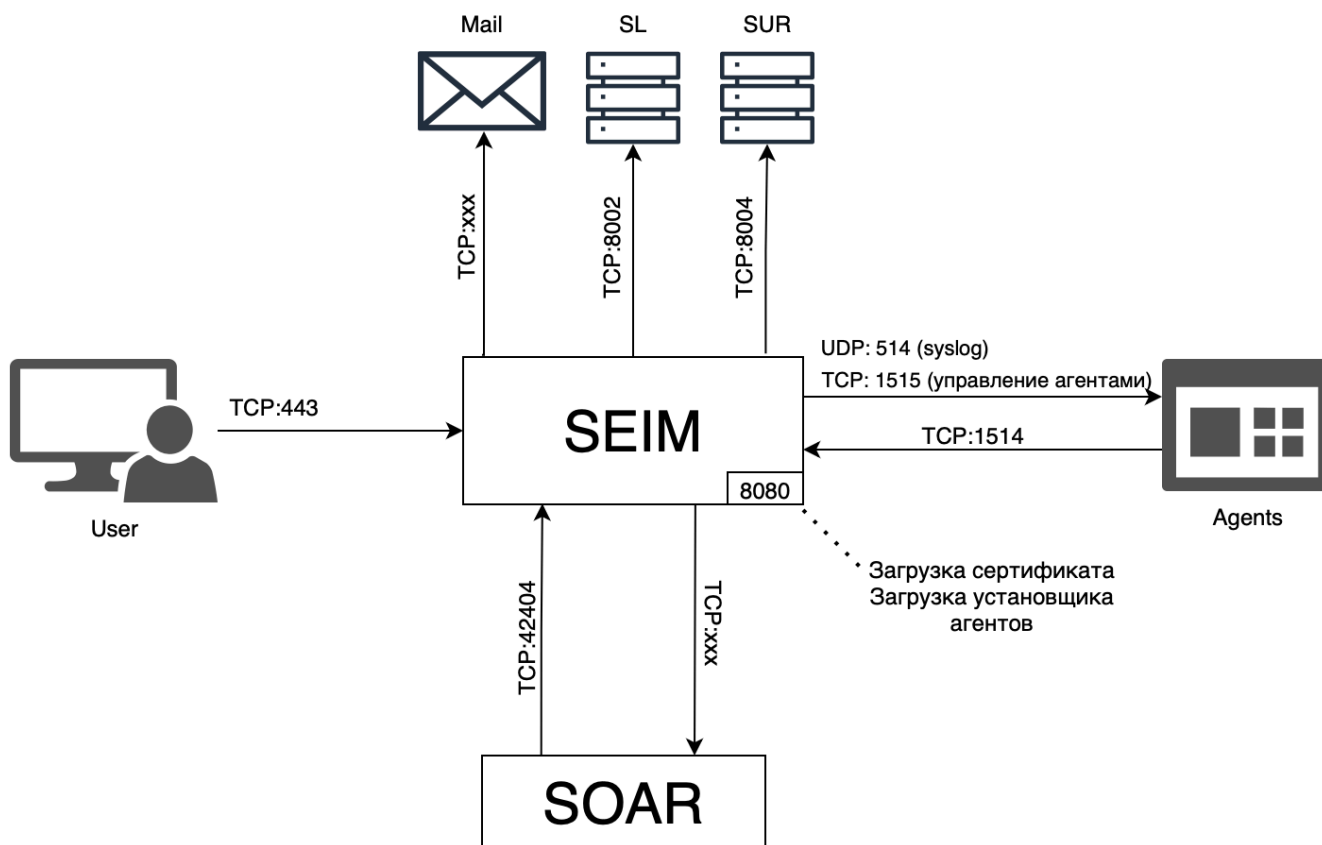 Mail
SL
SUR
TCP:xxx
TCP:8002
TCP:8004
UDP: 514 (syslog)
TCP: 1515 (управление агентами)
TCP:443
SEIM
TCP:1514
8080
User
Agents
Загрузка сертификата
Загрузка установщика
агентов
TCP:42404
TCP:xxx
SOAR